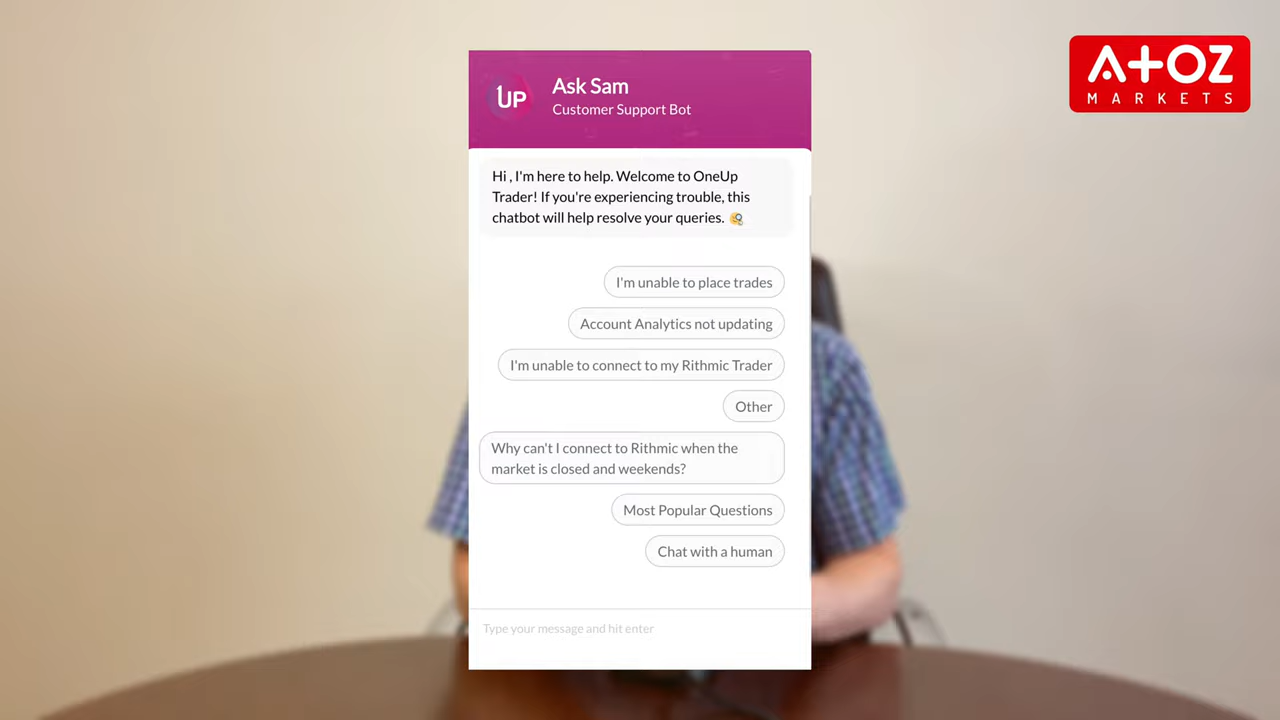 A+OZ
MARKETS
1UP
Ask Sam
Customer Support Bot
Hi , I'm here to help. Welcome to OneUp
Trader! If you're experiencing trouble, this
chatbot will help resolve your queries.
I'm unable to place trades
Account Analytics not updating
I'm unable to connect to my Rithmic Trader
Other
Why can't I connect to Rithmic when the
market is closed and weekends?
Most Popular Questions
Chat with a human
Type your message and hit enter